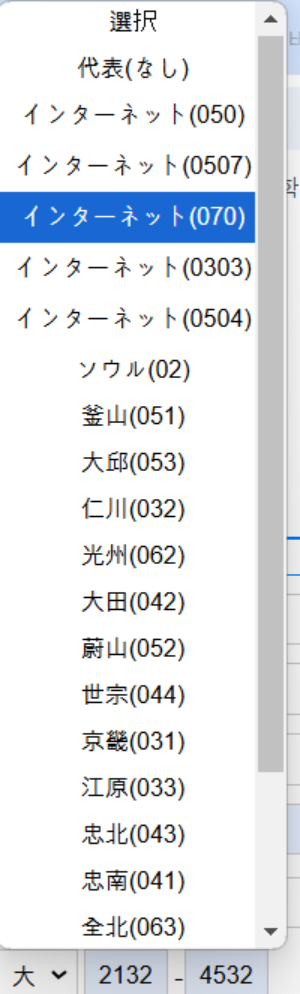 選択
代表(なし)
インターネット(050)
インターネット(0507)
インターネット(070)
インターネット(0303)
インターネット(0504)
ソウル(02)
釜山(051)
大邱(053)
仁川(032)
光州(062)
大田(042)
蔚山(052)
世宗(044)
京畿(031)
江原(033)
忠北(043)
忠南(041)
全北(063)
大 2132 - 4532